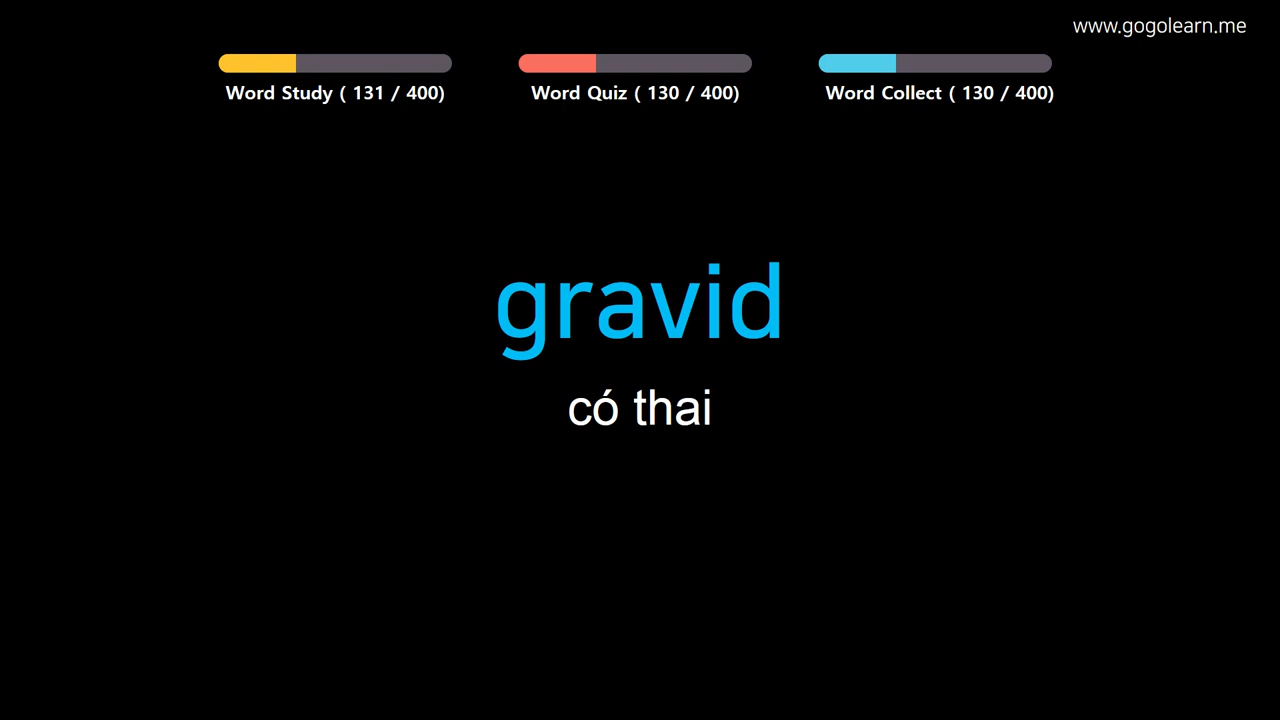 www.gogolearn.me
Word Study ( 131 / 400)
Word Quiz ( 130 / 400)
Word Collect ( 130 / 400)
gravid
có thai